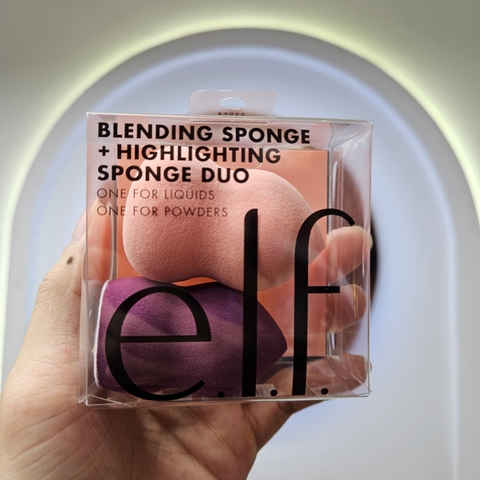 BLENDING SPONGE
+ HIGHLIGHTING
SPONGE DUO
ONE FOR LIQUIDS
ONE FOR POWDERS
e.l.f.